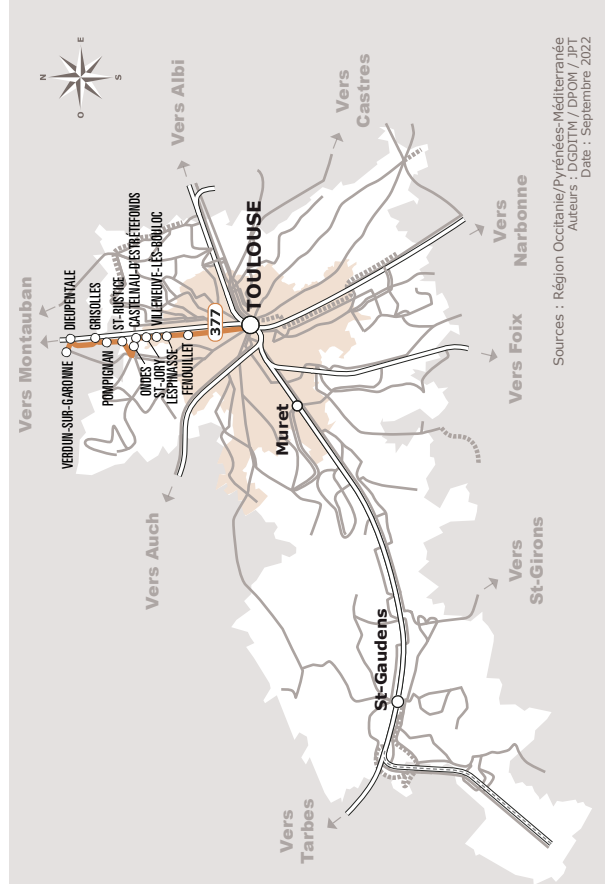 N
E
S
O
Vers Montauban
Vers Albi
Vers
Castres
VERDUN-SUR-GARONNE
DIEUPENTALE
GRISOLLES
POMPIGNAN
ST-RUSTICE
CASTELNAU-D'ESTRÉTEFONDS
ONDES
ST-JORY
VILLENEUVE-LES-BOULOC
LESPINASSE
FENOUILLET
377
TOULOUSE
Vers
Narbonne
Vers Auch
Muret
Vers Foix
Vers
St-Girons
St-Gaudens
Vers
Tarbes
Sources : Région Occitanie/Pyrénées-Méditerranée
Auteurs : DGDITM / DPOM / JPT
Date : Septembre 2022